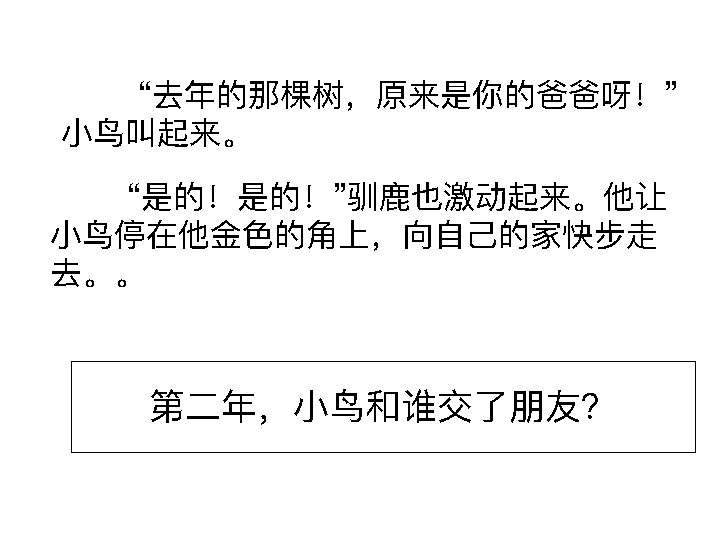 “去年的那棵树，原来是你的爸爸呀！”
小鸟叫起来。
“是的！是的！”驯鹿也激动起来。他让
小鸟停在他金色的角上，向自己的家快步走
去。。
第二年，小鸟和谁交了朋友？